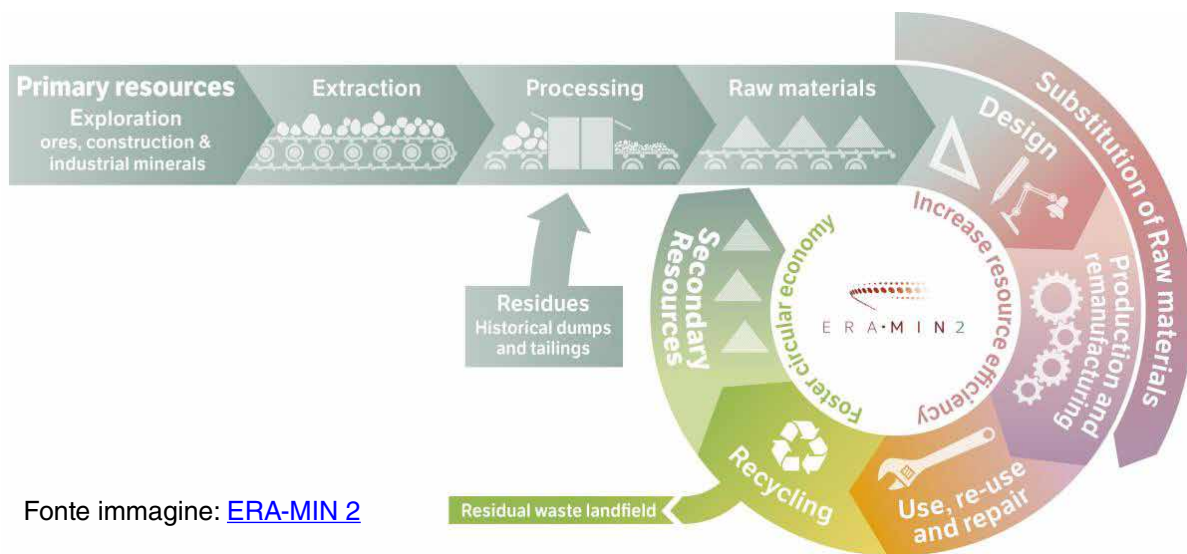 Primary resources
Exploration
ores, construction &
industrial minerals
Extraction
Processing
Raw materials
Design
Substitution of Raw materials
Production and
remanufacturing
Use, re-use
and repair
Recycling
Secondary
Resources
Residues
Historical dumps
and tailings
Increase resource efficiency
Foster circular economy
ERA•MIN2
Residual waste landfield
Fonte immagine: ERA-MIN 2